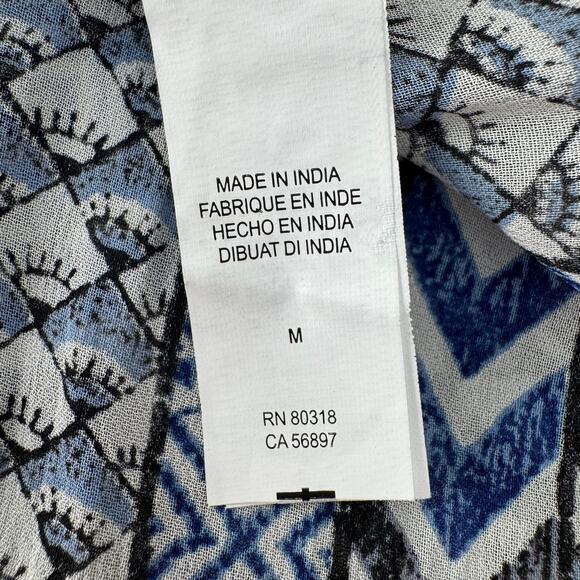 MADE IN INDIA
FABRIQUE EN INDE
HECHO EN INDIA
DIBUAT DI INDIA
M
RN 80318
CA 56897